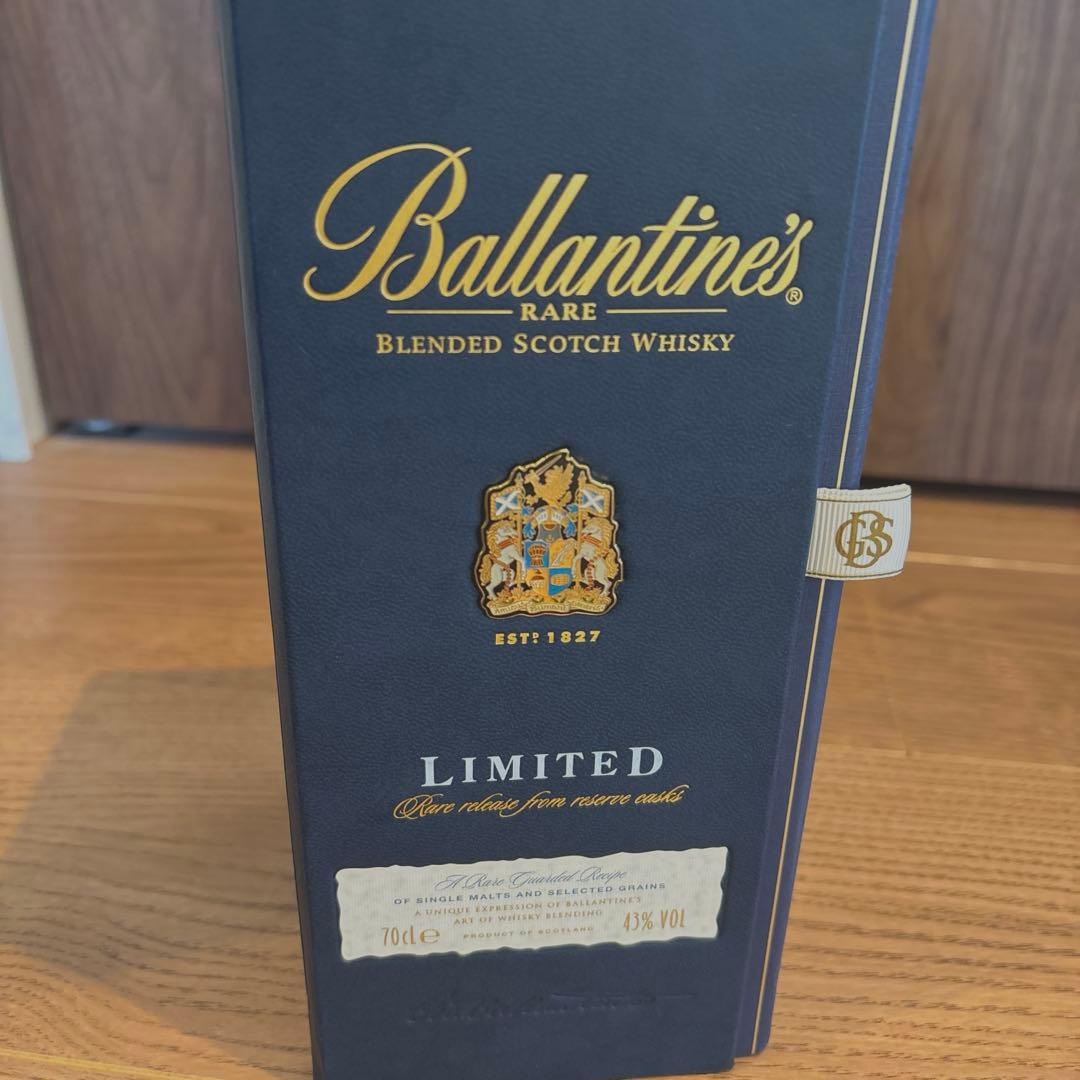 Ballantine's®
RARE
BLENDED SCOTCH WHISKY
GBS
ESTD. 1827
LIMITED
Rare release from reserve casks
A Rare Guarded Recipe
OF SINGLE MALTS AND SELECTED GRAINS
A UNIQUE EXPRESSION OF BALLANTINE'S
ART OF WHISKY BLENDING
70cl e PRODUCT OF SCOTLAND 43% VOL